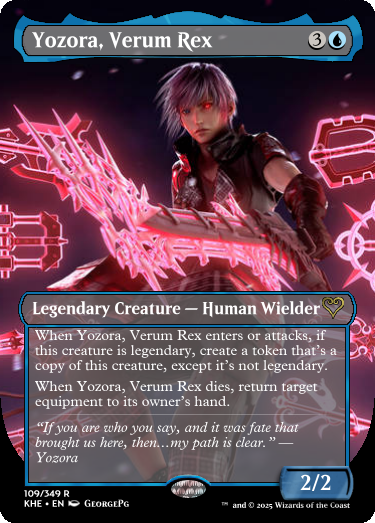 Yozora, Verum Rex 3
Legendary Creature — Human Wielder
When Yozora, Verum Rex enters or attacks, if
this creature is legendary, create a token that's a
copy of this creature, except it's not legendary.
When Yozora, Verum Rex dies, return target
equipment to its owner's hand.
“If you are who you say, and it was fate that
brought us here, then...my path is clear.” —
Yozora
2/2
109/349 R
KHE • EN GeorgePg
™ and © 2025 Wizards of the Coast